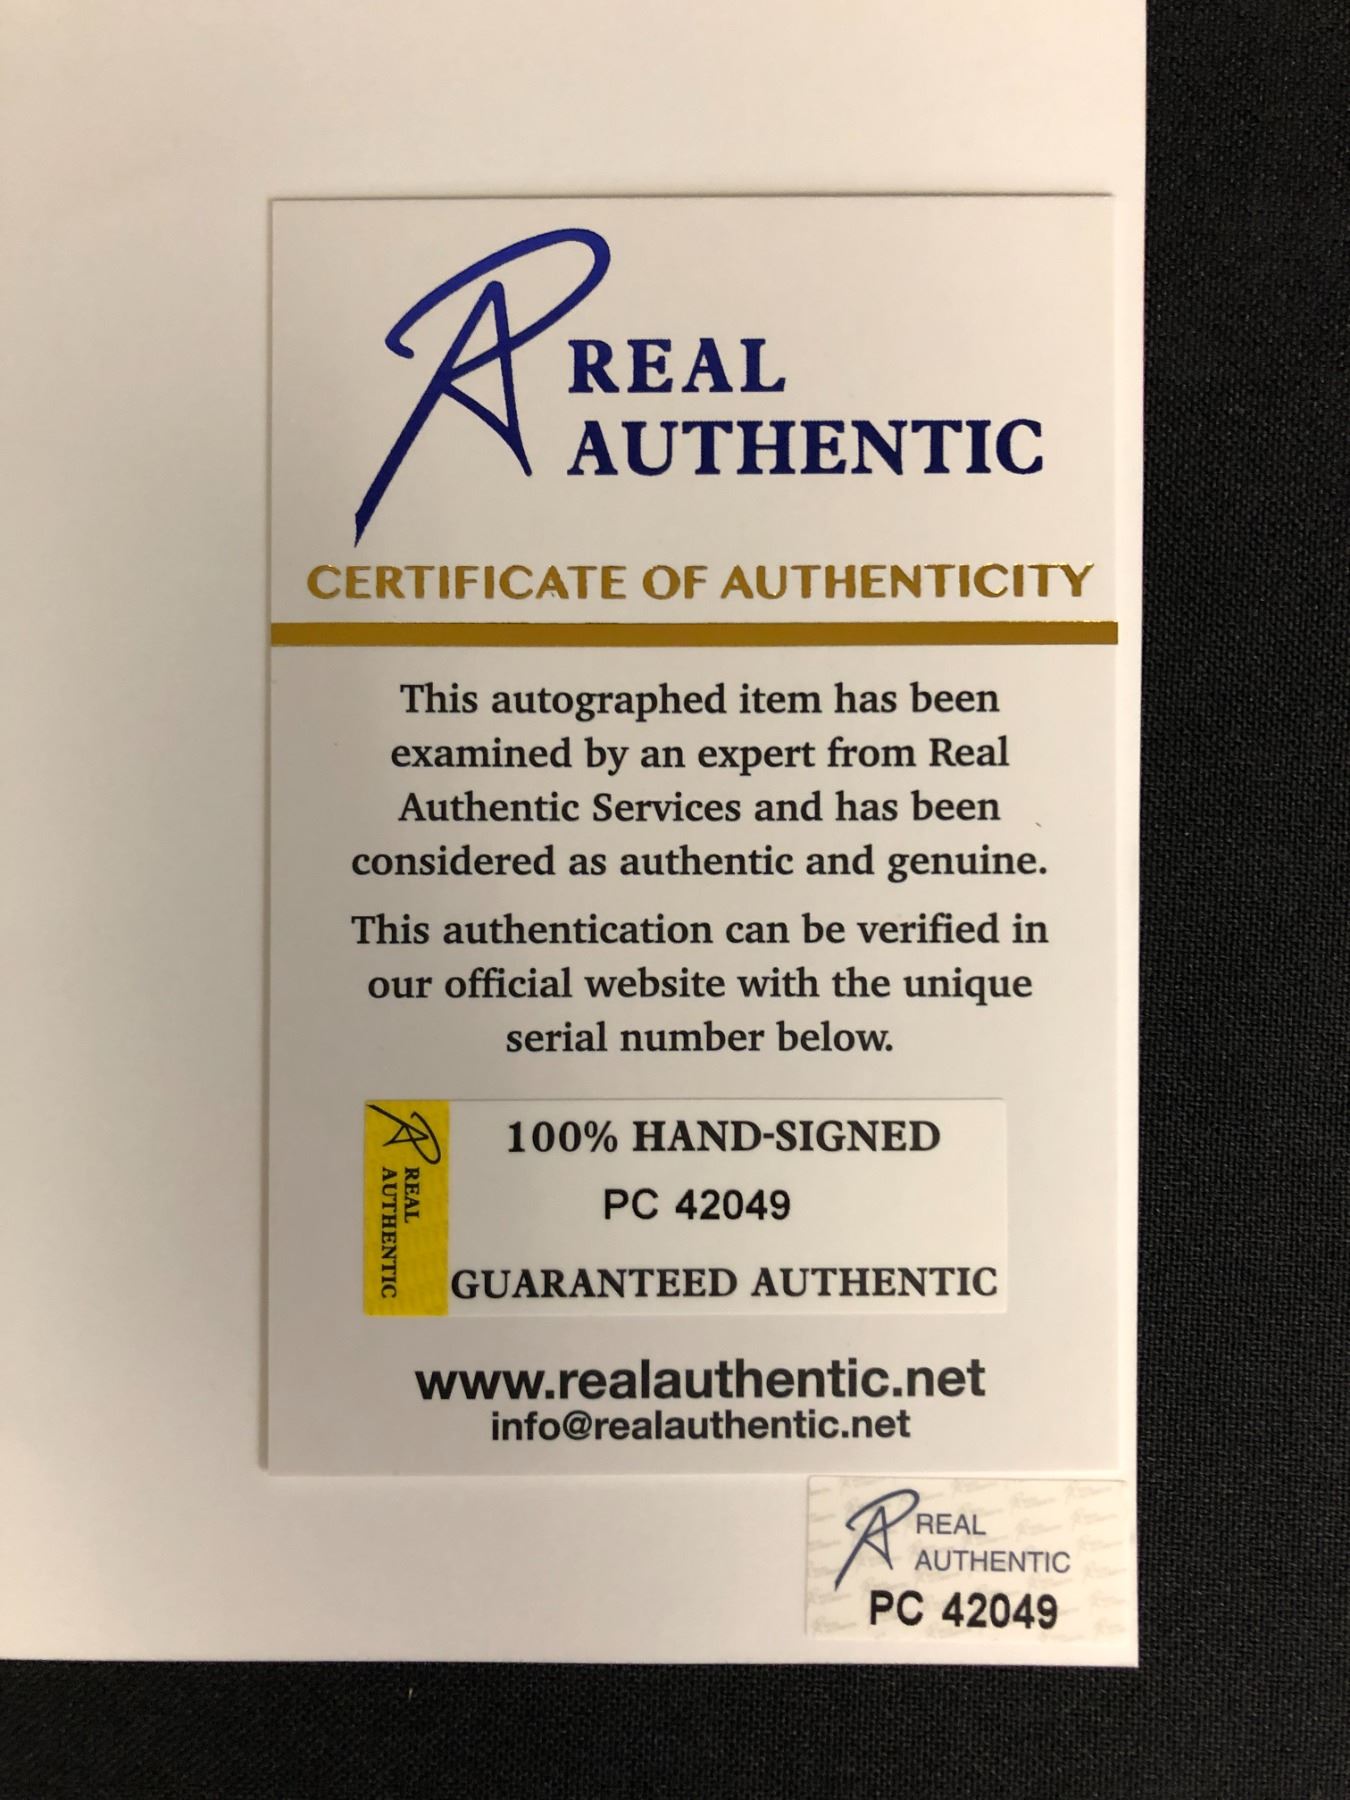 REAL
AUTHENTIC
CERTIFICATE OF AUTHENTICITY
This autographed item has been
examined by an expert from Real
Authentic Services and has been
considered as authentic and genuine.
This authentication can be verified in
our official website with the unique
serial number below.
REAL
AUTHENTIC
100% HAND-SIGNED
PC 42049
GUARANTEED AUTHENTIC
www.realauthentic.net
info@realauthentic.net
REAL
AUTHENTIC
PC 42049